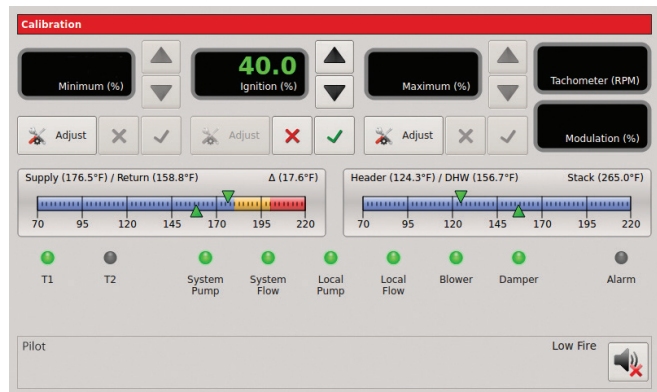 Calibration
40.0
Minimum (%)
Ignition (%)
Maximum (%)
Tachometer (RPM)
Adjust
Adjust
Adjust
Modulation (%)
Supply (176.5°F) / Return (158.8°F) Δ (17.6°F)
Header (124.3°F) / DHW (156.7°F) Stack (265.0°F)
70 95 120 145 170 195 220
70 95 120 145 170 195 220
T1
T2
System Pump
System Flow
Local Pump
Local Flow
Blower
Damper
Alarm
Pilot
Low Fire